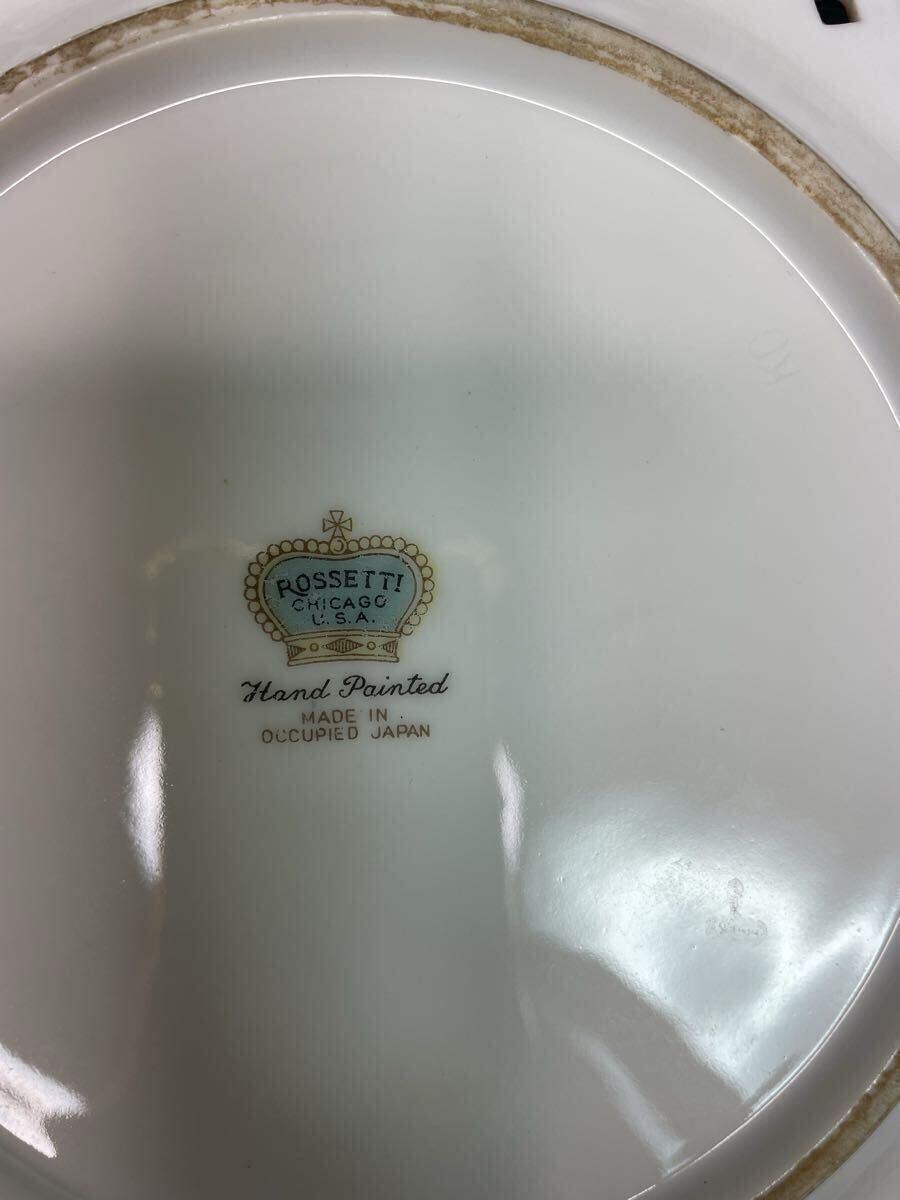 ROSSETTI
CHICAGO
U.S.A.
Hand Painted
MADE IN
OCCUPIED JAPAN